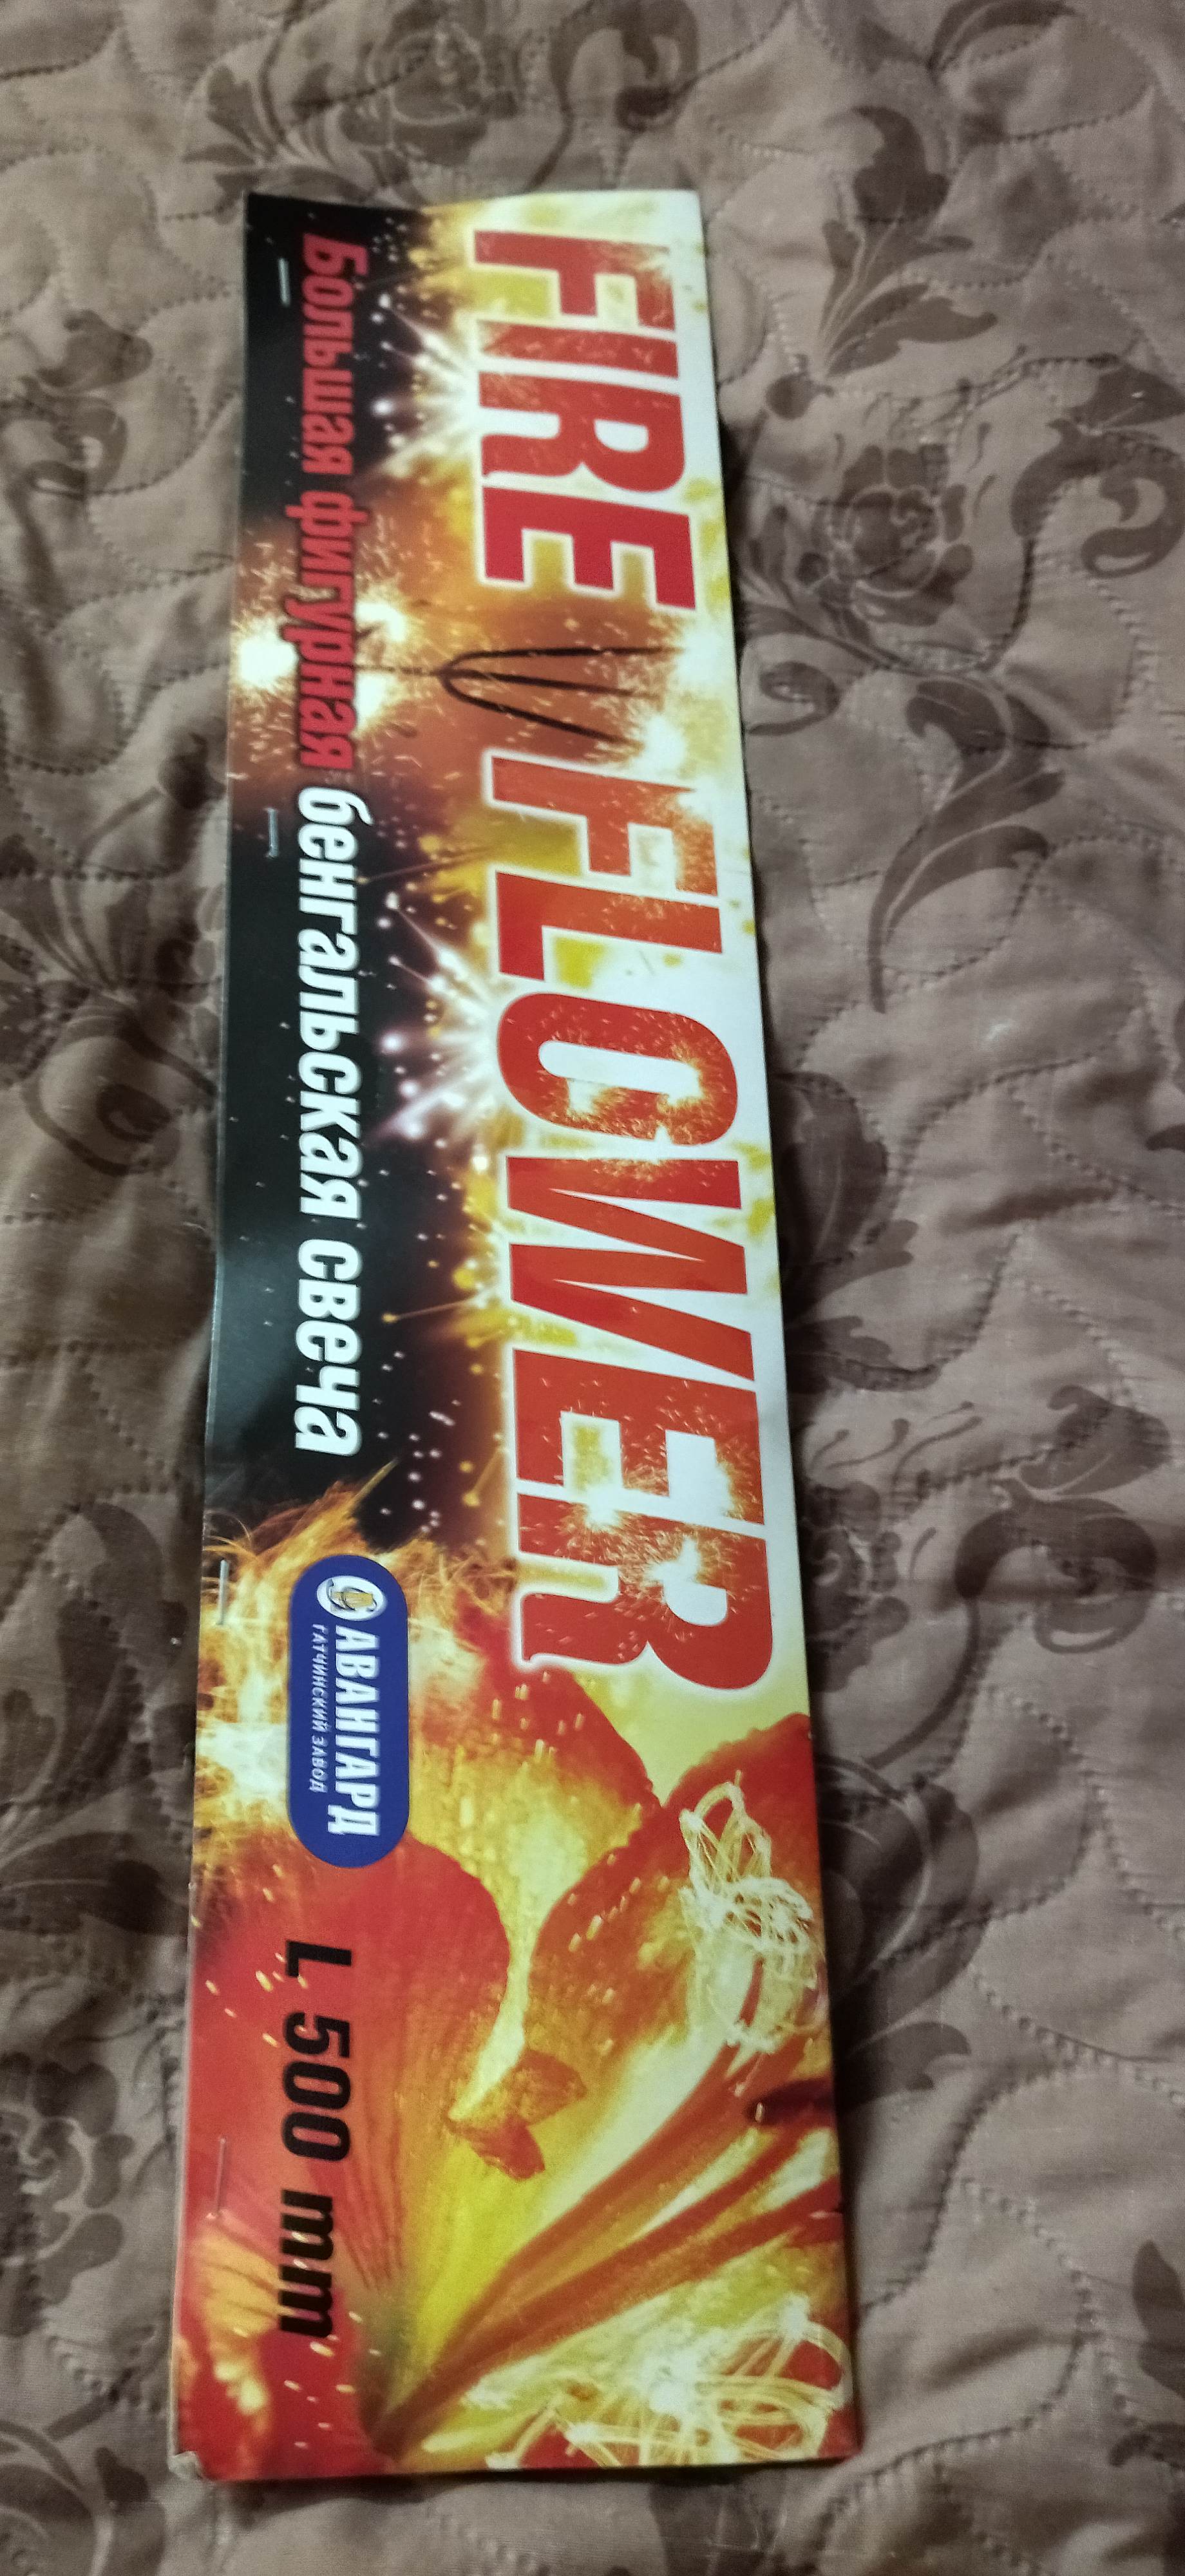 FIRE FLOWER
Большая фигурная бенгальская свеча
АВАНГАРД
ГАТЧИНСКИЙ ЗАВОД
L 500 mm